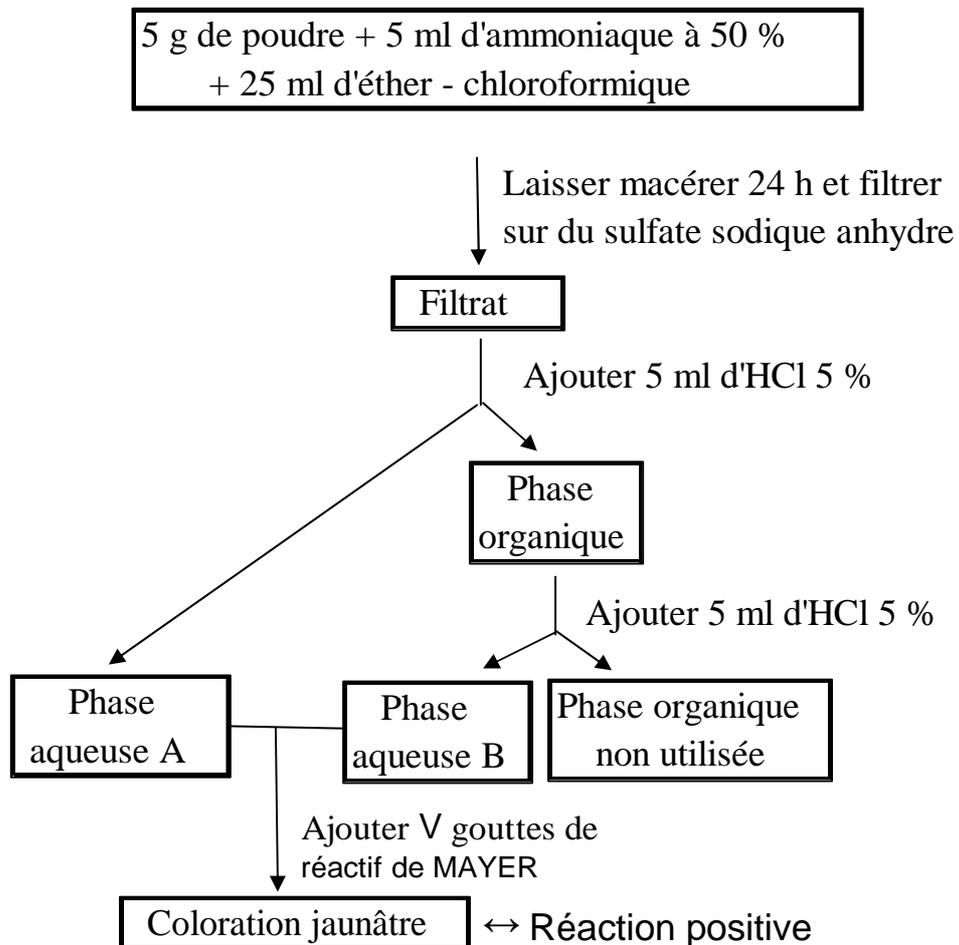 5 g de poudre + 5 ml d'ammoniaque à 50 %
+ 25 ml d'éther - chloroformique
Laisser macérer 24 h et filtrer
sur du sulfate sodique anhydre
Filtrat
Ajouter 5 ml d'HCl 5 %
Phase
organique
Ajouter 5 ml d'HCl 5 %
Phase
aqueuse A
Phase
aqueuse B
Phase organique
non utilisée
Ajouter V gouttes de
réactif de MAYER
Coloration jaunâtre ↔ Réaction positive